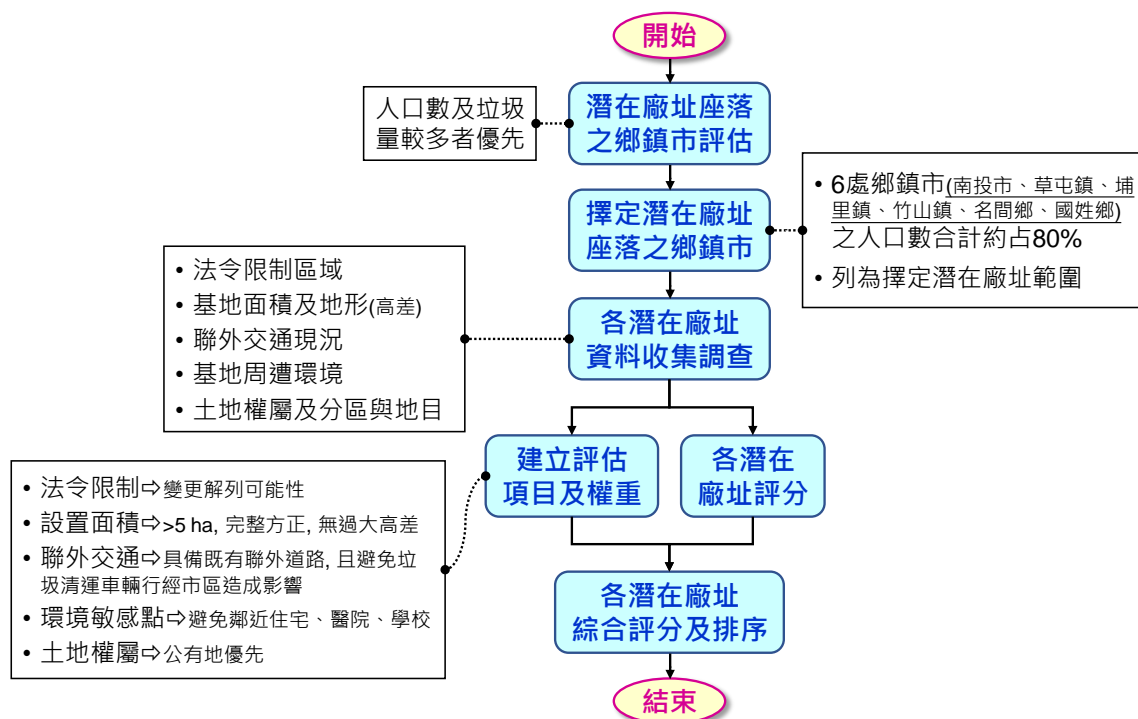 開始
人口數及垃圾
量較多者優先
潛在廠址座落
之鄉鎮市評估
擇定潛在廠址
座落之鄉鎮市
• 6處鄉鎮市(南投市、草屯鎮、埔
里鎮、竹山鎮、名間鄉、國姓鄉)
之人口數合計約占80%
• 列為擇定潛在廠址範圍
• 法令限制區域
• 基地面積及地形(高差)
• 聯外交通現況
• 基地周遭環境
• 土地權屬及分區與地目
各潛在廠址
資料收集調查
建立評估
項目及權重
各潛在
廠址評分
• 法令限制⇨變更解列可能性
• 設置面積⇨>5 ha, 完整方正, 無過大高差
• 聯外交通⇨具備既有聯外道路, 且避免垃
圾清運車輛行經市區造成影響
• 環境敏感點⇨避免鄰近住宅、醫院、學校
• 土地權屬⇨公有地優先
各潛在廠址
綜合評分及排序
結束